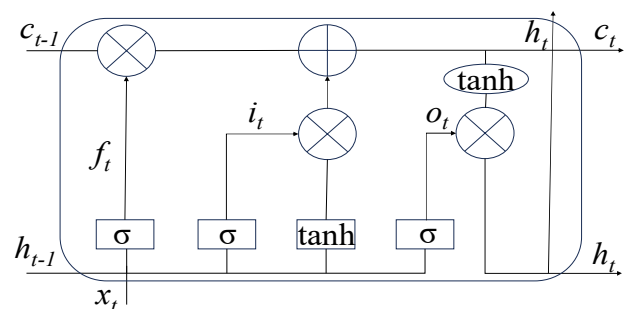 c_{t-1}
h_t
c_t
tanh
i_t
o_t
f_t
σ
σ
tanh
σ
h_{t-1}
h_t
x_t